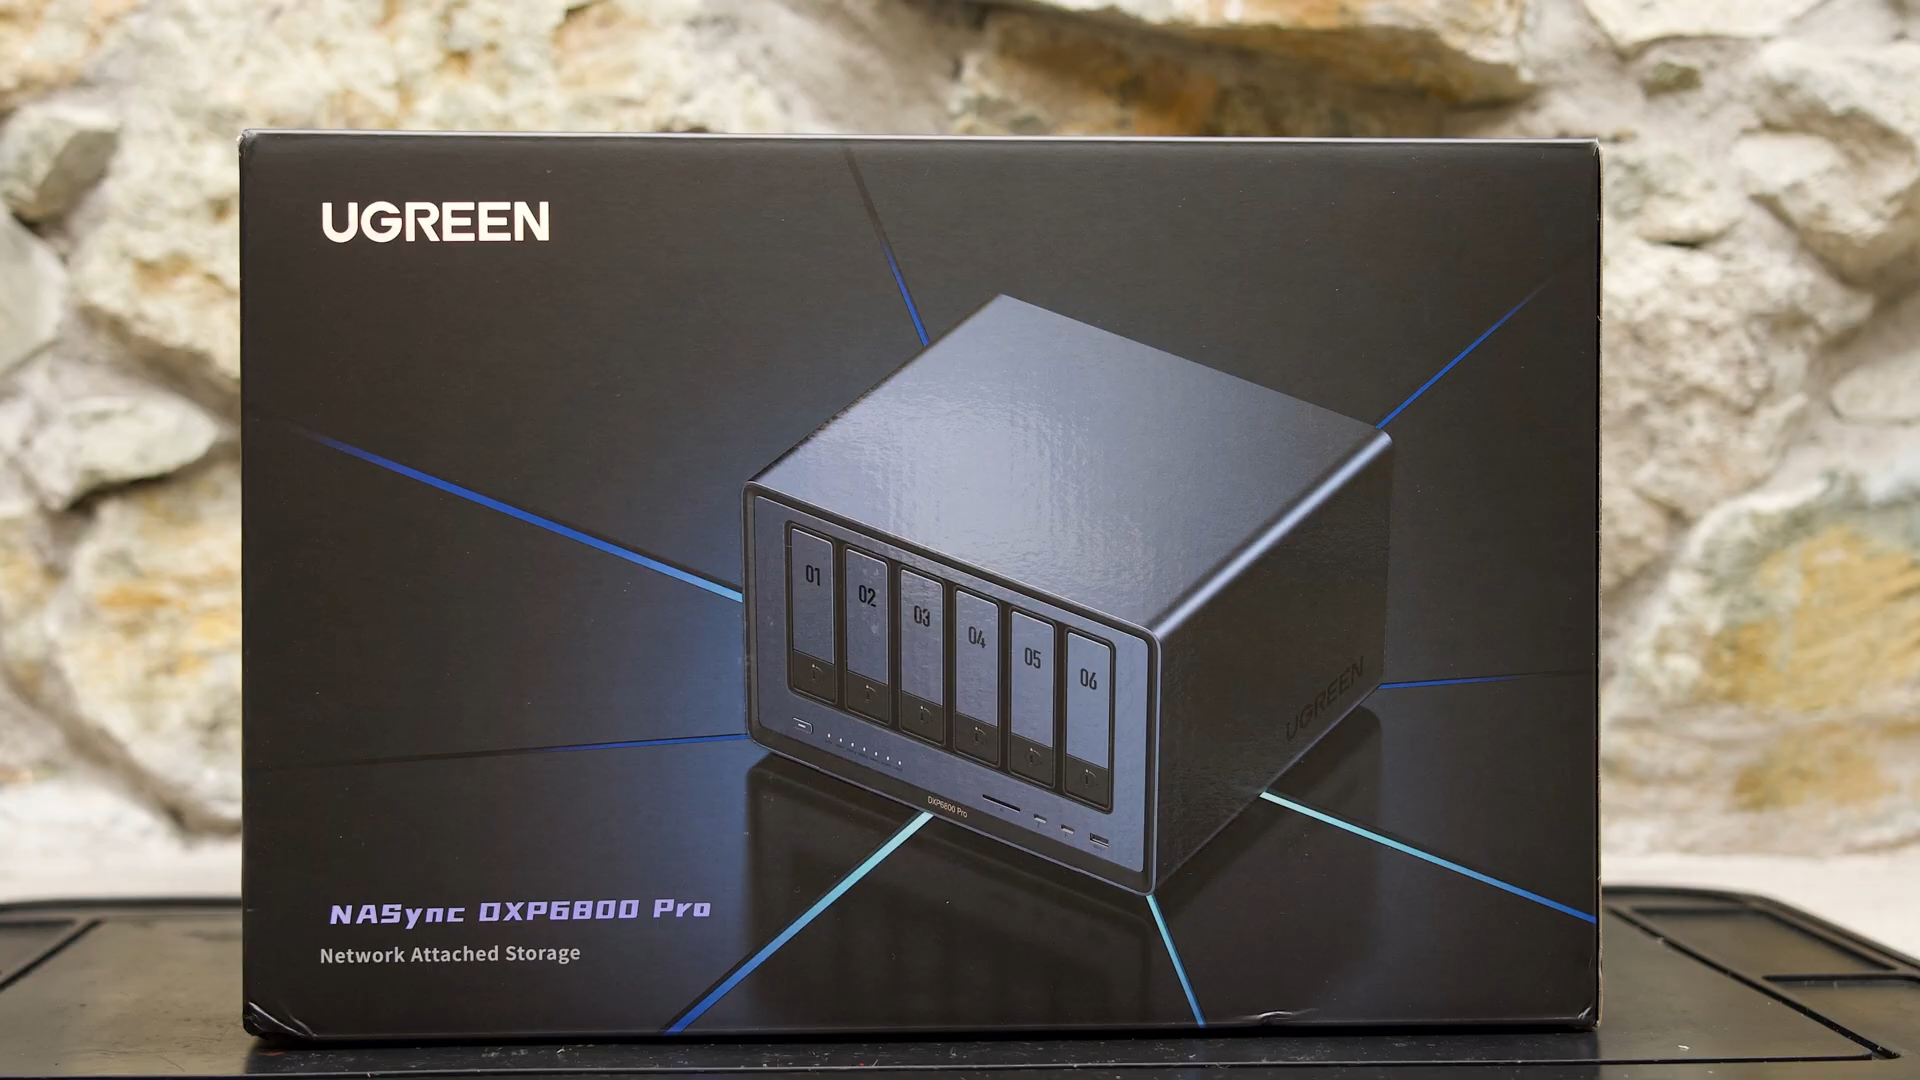 UGREEN
01
02
03
04
05
06
UGREEN
DXP6800 Pro
NASync DXP6800 Pro
Network Attached Storage